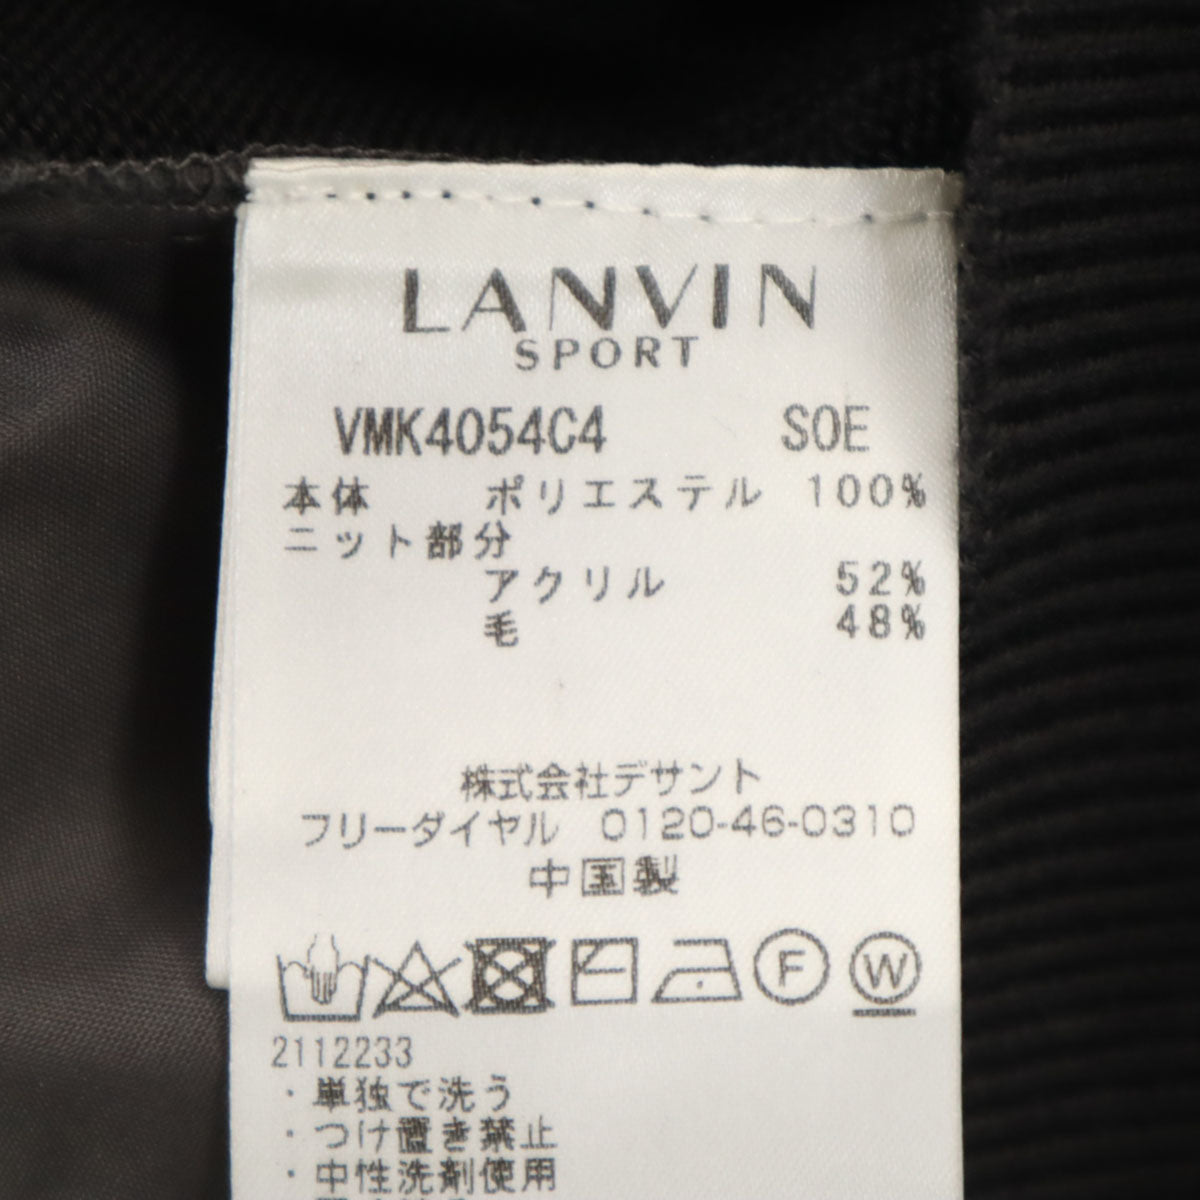 LANVIN
SPORT
VMK4054C4 SOE
本体 ポリエステル 100%
ニット部分
アクリル 52%
毛 48%
株式会社デサント
フリーダイヤル 0120-46-0310
中国製
F W
2112233
・単独で洗う
・つけ置き禁止
・中性洗剤使用